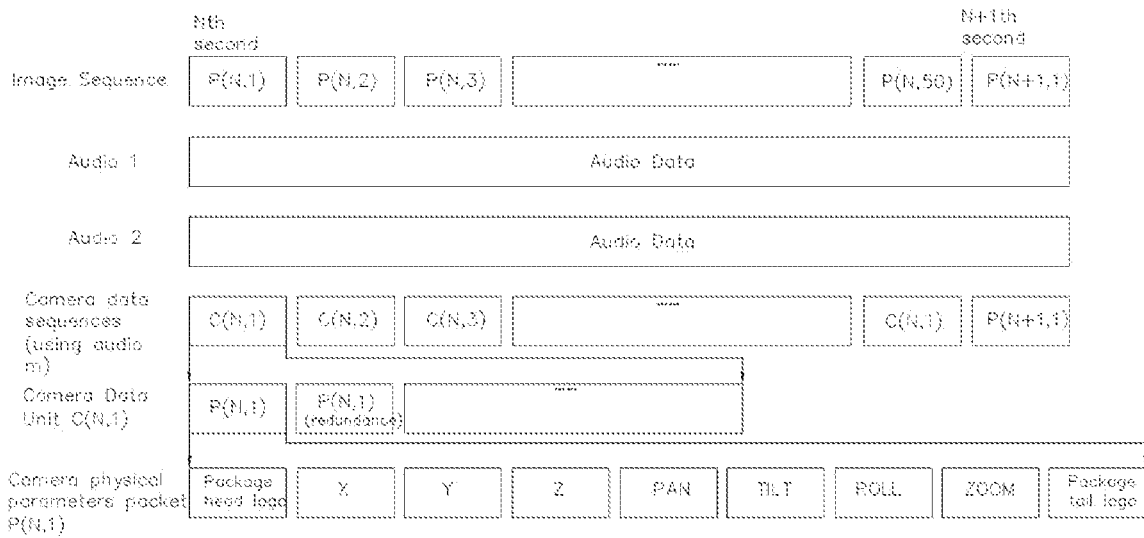 Nth
second
N+1th
second
Image Sequence
P(N,1)
P(N,2)
P(N,3)
......
P(N,50)
P(N+1,1)
Audio 1
Audio Data
Audio 2
Audio Data
Camera data
sequences
(using audio
m)
C(N,1)
C(N,2)
C(N,3)
......
C(N,1)
P(N+1,1)
Camera Data
Unit C(N,1)
P(N,1)
P(N,1)
(redundance)
......
Camera physical
parameters packet
P(N,1)
Package
head logo
X
Y
Z
PAN
TILT
ROLL
ZOOM
Package
tail logo